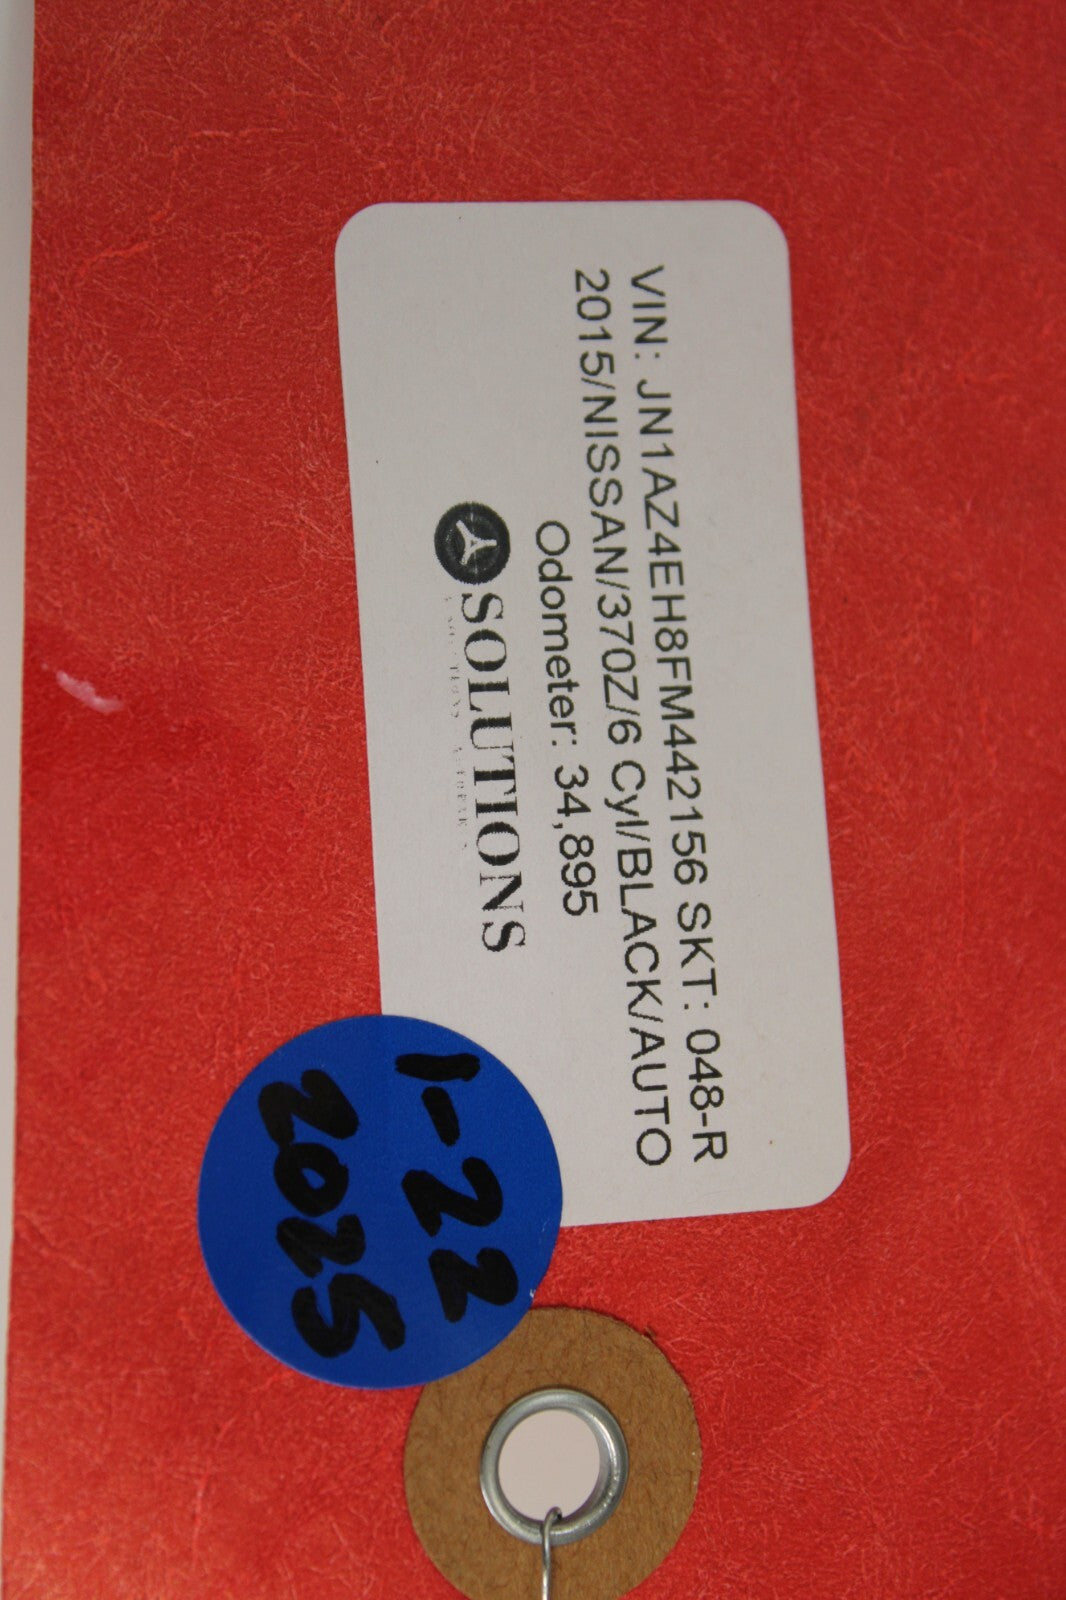 VIN: JN1AZ4EH8FM442156 SKT: 048-R
2015/NISSAN/370Z/6 Cyl/BLACK/AUTO
Odometer: 34,895
SOLUTIONS
1-22
2025